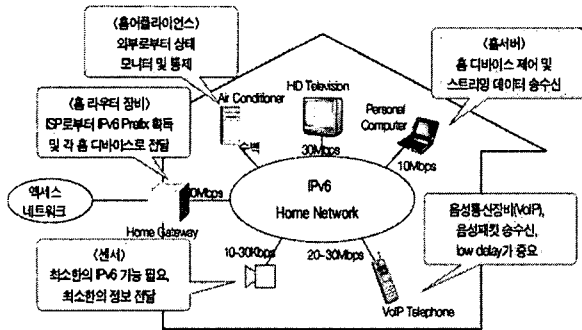 <홈어플라이언스>
외부로부터 상태
모니터 및 통제
<홈서버>
홈 디바이스 제어 및
스트리밍 데이터 송수신
<홈 라우터 장비>
ISP로부터 IPV6 Prefix 획득
및 각 홈 디바이스로 전달
Air Conditioner
HD Television
Personal
Computer
수백
30Mbps
10Mbps
액세스
네트워크
0Mbps
Home Gateway
IPv6
Home Network
음성통신장비(VoIP),
음성패킷 송수신,
low delay가 중요
<센서>
최소한의 IPv6 기능 필요,
최소한의 정보 전달
10-30Kbps
20-30Mbps
VoIP Telephone